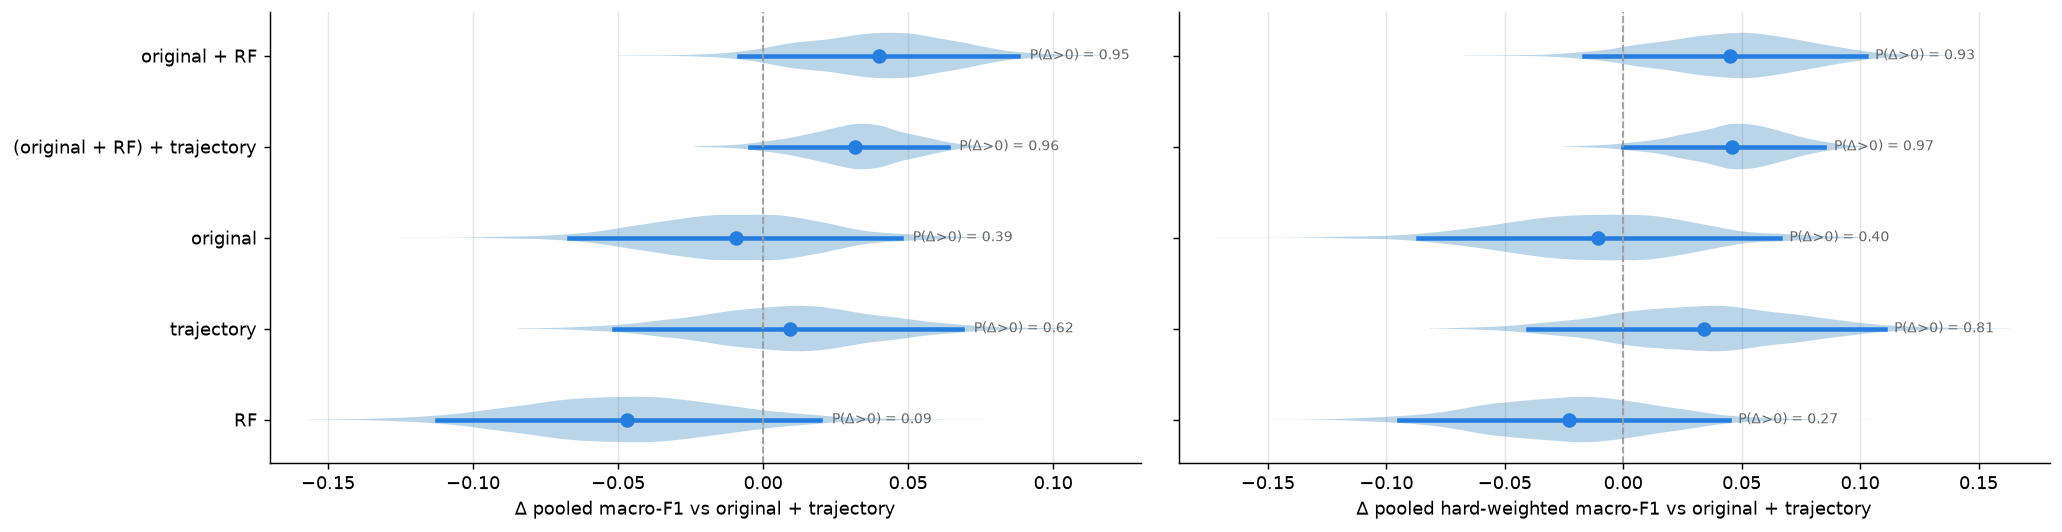 original + RF
P(Δ>0) = 0.95
P(Δ>0) = 0.93
(original + RF) + trajectory
P(Δ>0) = 0.96
P(Δ>0) = 0.97
original
P(Δ>0) = 0.39
P(Δ>0) = 0.40
trajectory
P(Δ>0) = 0.62
P(Δ>0) = 0.81
RF
P(Δ>0) = 0.09
P(Δ>0) = 0.27
−0.15 −0.10 −0.05 0.00 0.05 0.10
−0.15 −0.10 −0.05 0.00 0.05 0.10 0.15
Δ pooled macro-F1 vs original + trajectory
Δ pooled hard-weighted macro-F1 vs original + trajectory